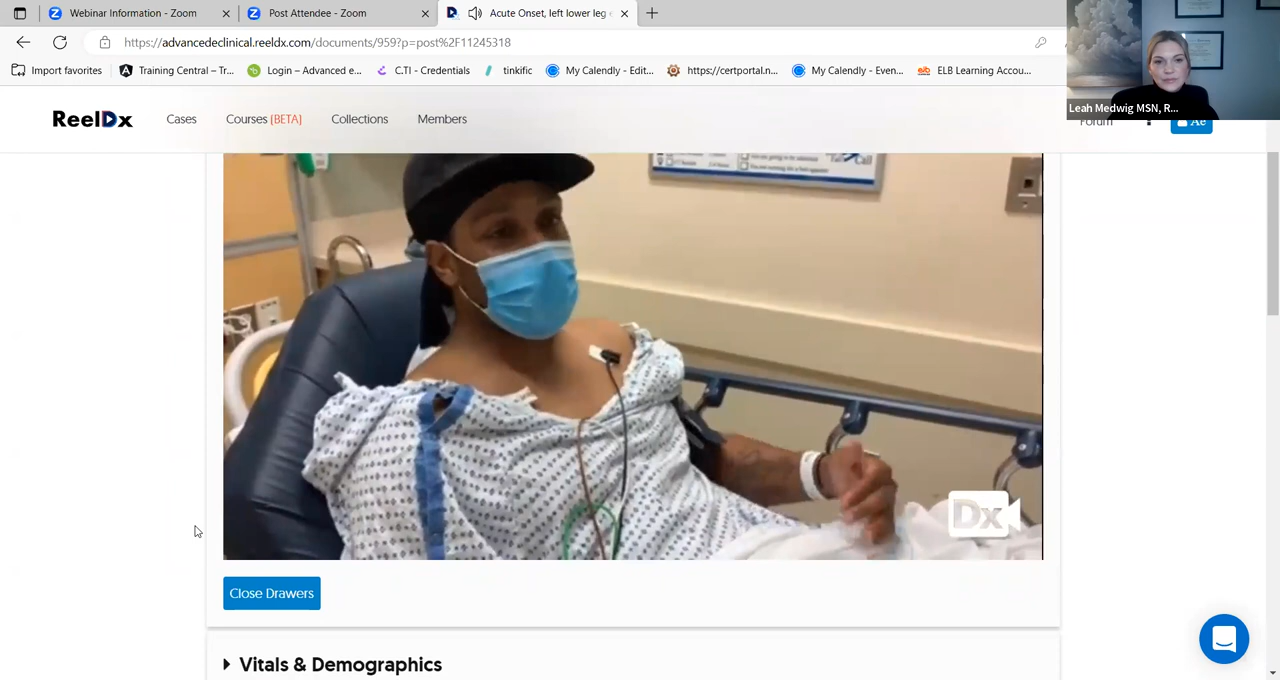 Webinar Information - Zoom
Post Attendee - Zoom
Acute Onset, left lower leg
https://advancedeclinical.reeldx.com/documents/959?p=post%2F11245318
Import favorites
Training Central – Tr...
Login – Advanced e...
C.TI - Credentials
tinkific
My Calendly - Edit...
https://certportal.n...
My Calendly - Even...
ELB Learning Accou...
Leah Medwig MSN, R...
ReelDx
Cases
Courses [BETA]
Collections
Members
Forum
Ae
Dx
Close Drawers
Vitals & Demographics